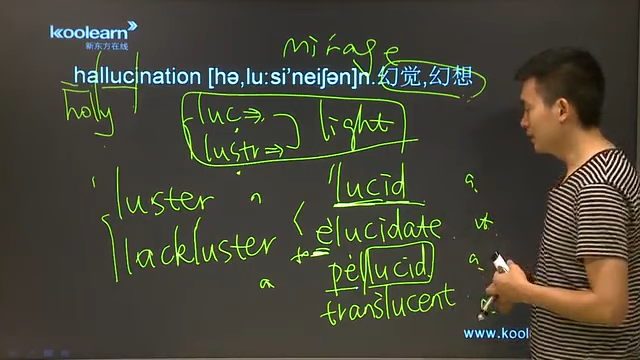 koolearn
新东方在线
mirage
hallucination [hə,lu:si'neiʃən]n.幻觉,幻想
holly
luc⇒
lustr⇒
light
luster n
lackluster a
lucid a
elucidate vt
pellucid a
translucent a
www.kool